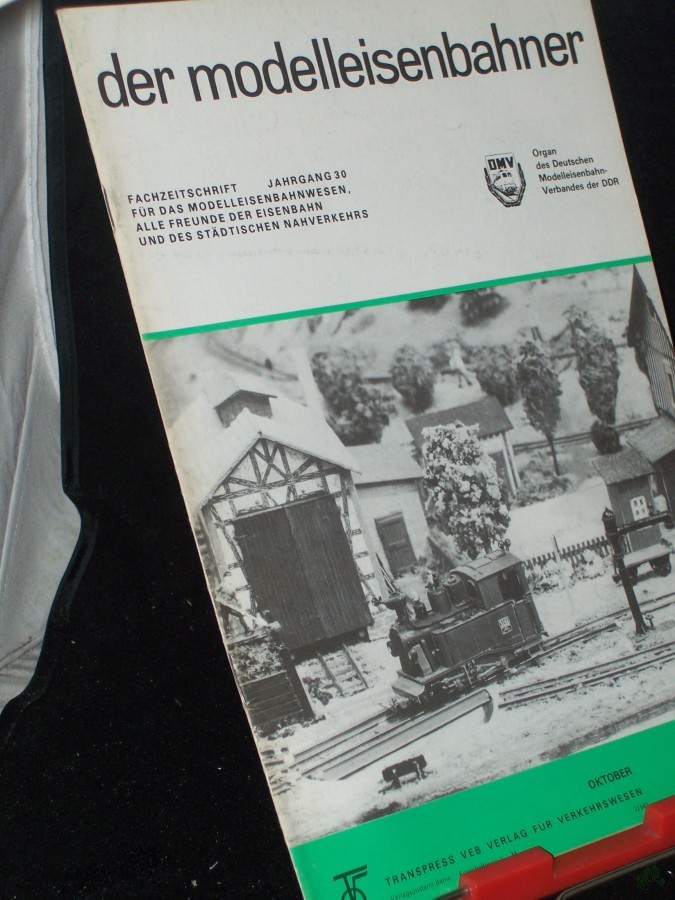 der modelleisenbahner
FACHZEITSCHRIFT JAHRGANG 30
FÜR DAS MODELLEISENBAHNWESEN,
ALLE FREUNDE DER EISENBAHN
UND DES STÄDTISCHEN NAHVERKEHRS
DMV
Organ
des Deutschen
Modelleisenbahn-
Verbandes der DDR
OKTOBER
TRANSPRESS VEB VERLAG FÜR VERKEHRSWESEN